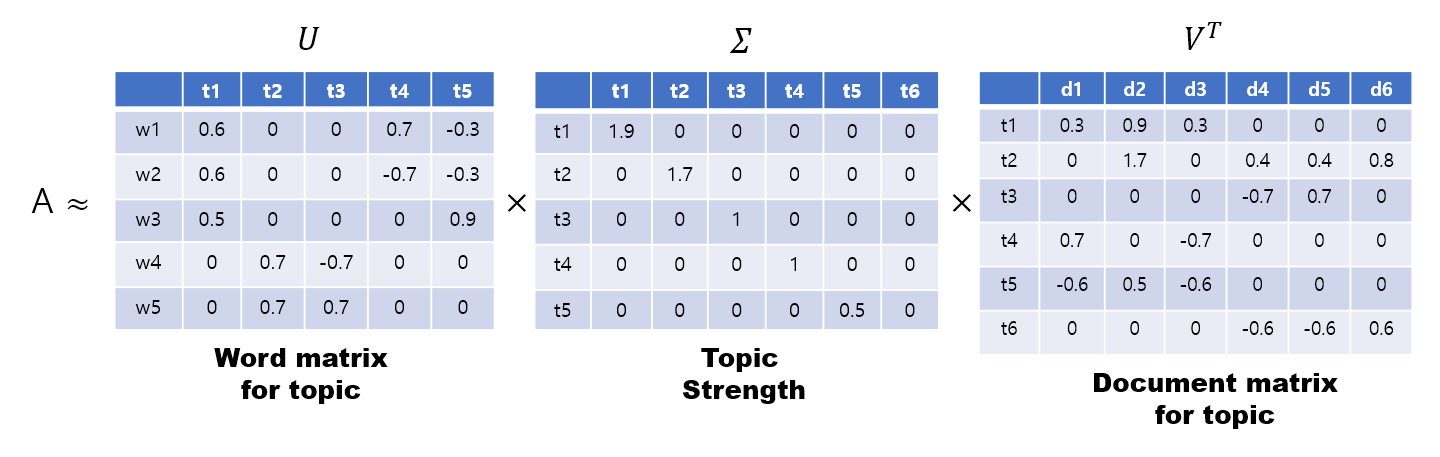 U Σ V^T
A ≈
t1 t2 t3 t4 t5
w1 0.6 0 0 0.7 -0.3
w2 0.6 0 0 -0.7 -0.3
w3 0.5 0 0 0 0.9
w4 0 0.7 -0.7 0 0
w5 0 0.7 0.7 0 0
Word matrix
for topic
×
t1 t2 t3 t4 t5 t6
t1 1.9 0 0 0 0 0
t2 0 1.7 0 0 0 0
t3 0 0 1 0 0 0
t4 0 0 0 1 0 0
t5 0 0 0 0 0.5 0
Topic
Strength
×
d1 d2 d3 d4 d5 d6
t1 0.3 0.9 0.3 0 0 0
t2 0 1.7 0 0.4 0.4 0.8
t3 0 0 0 -0.7 0.7 0
t4 0.7 0 -0.7 0 0 0
t5 -0.6 0.5 -0.6 0 0 0
t6 0 0 0 -0.6 -0.6 0.6
Document matrix
for topic